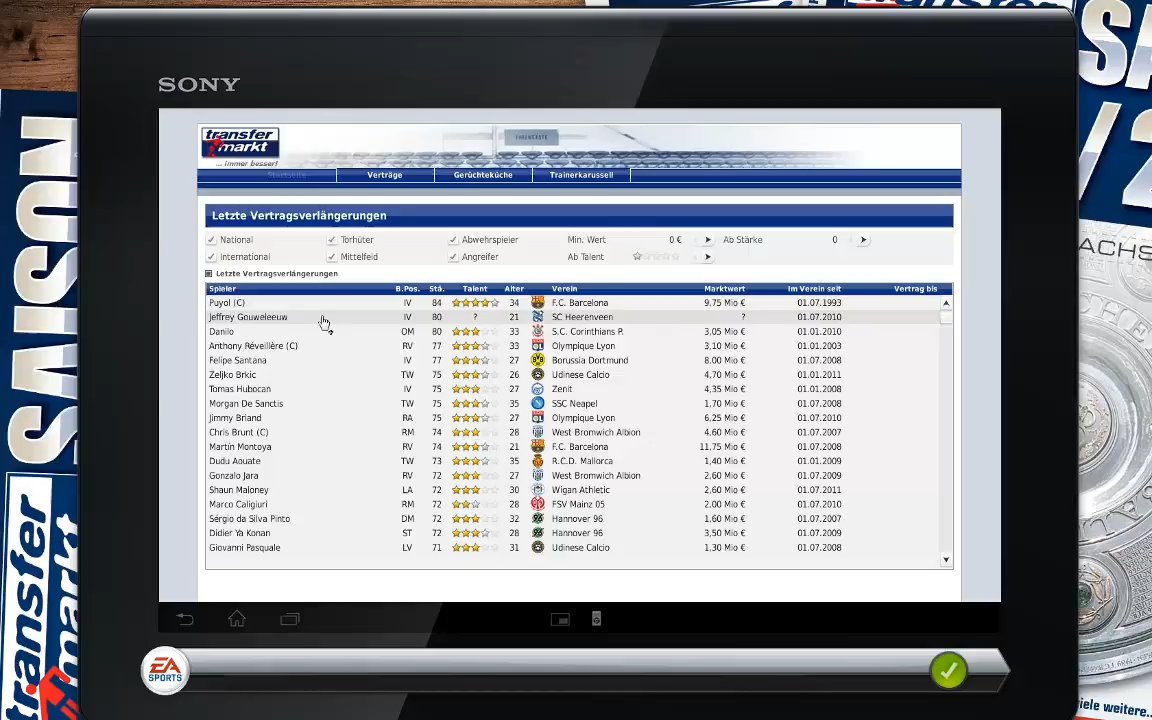 SONY
transfer
markt
... immer besser!
Startseite Verträge Gerüchteküche Trainerkarussell
Letzte Vertragsverlängerungen
National Torhüter Abwehrspieler Min. Wert 0 € Ab Stärke 0
International Mittelfeld Angreifer Ab Talent
Letzte Vertragsverlängerungen
Spieler B.Pos. Stä. Talent Alter Verein Marktwert Im Verein seit Vertrag bis
Puyol (C) IV 84 34 F.C. Barcelona 9,75 Mio € 01.07.1993
Jeffrey Gouweleeuw IV 80 ? 21 SC Heerenveen ? 01.07.2010
Danilo OM 80 33 S.C. Corinthians P. 3,05 Mio € 01.01.2010
Anthony Réveillère (C) RV 77 33 Olympique Lyon 3,10 Mio € 01.01.2003
Felipe Santana IV 77 27 Borussia Dortmund 8.00 Mio € 01.07.2008
Zeljko Brkic TW 75 26 Udinese Calcio 4,70 Mio € 01.01.2011
Tomas Hubocan IV 75 27 Zenit 4,35 Mio € 01.01.2008
Morgan De Sanctis TW 75 35 SSC Neapel 1.70 Mio € 01.07.2008
Jimmy Briand RA 75 27 Olympique Lyon 6,25 Mio € 01.07.2010
Chris Brunt (C) RM 74 28 West Bromwich Albion 4.60 Mio € 01.07.2007
Martín Montoya RV 74 21 F.C. Barcelona 11,75 Mio € 01.07.2008
Dudu Aouate TW 73 35 R.C.D. Mallorca 1,40 Mio € 01.01.2009
Gonzalo Jara RV 72 27 West Bromwich Albion 2,60 Mio € 01.07.2009
Shaun Maloney LA 72 30 Wigan Athletic 2,60 Mio € 01.07.2011
Marco Caligiuri RM 72 28 FSV Mainz 05 2.00 Mio € 01.07.2010
Sérgio da Silva Pinto DM 72 32 Hannover 96 1.60 Mio € 01.07.2007
Didier Ya Konan ST 72 28 Hannover 96 3,50 Mio € 01.07.2009
Giovanni Pasquale LV 71 31 Udinese Calcio 1.30 Mio € 01.07.2008
EA
SPORTS
SAISON
transfer
markt
iele weitere..